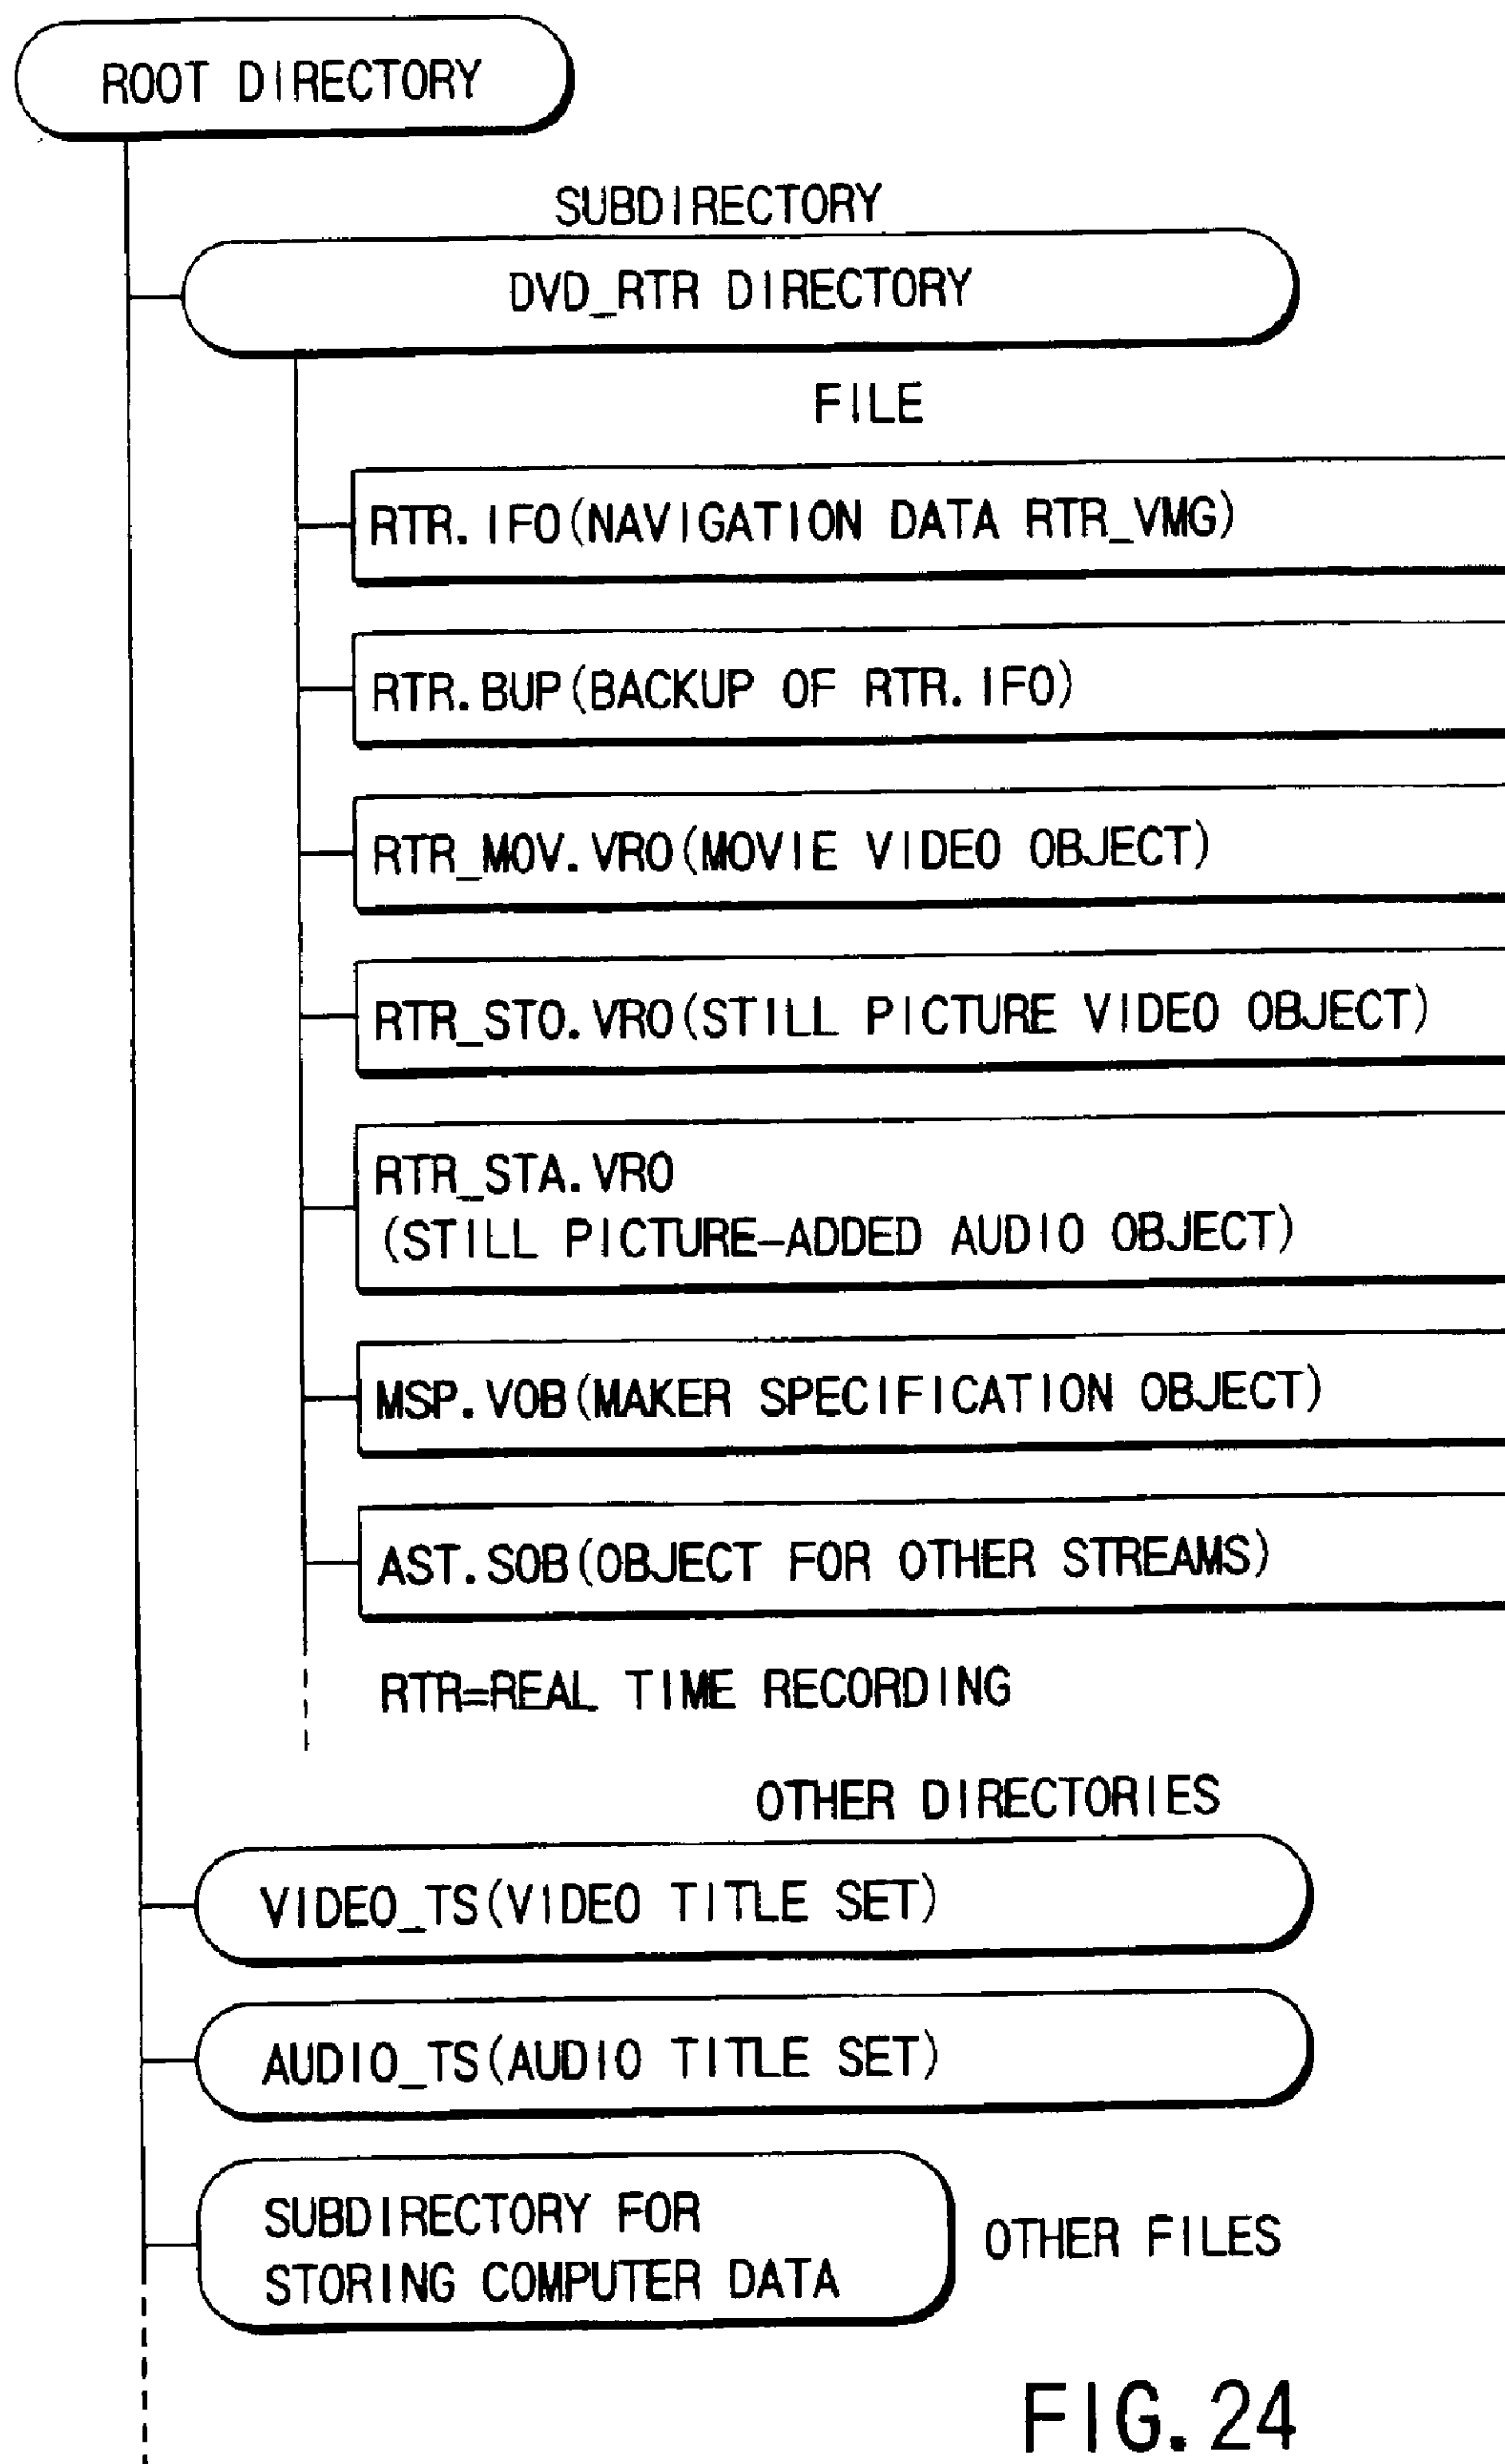 ROOT DIRECTORY
SUBDIRECTORY
DVD_RTR DIRECTORY
FILE
RTR.IFO(NAVIGATION DATA RTR_VMG)
RTR.BUP(BACKUP OF RTR.IFO)
RTR_MOV.VRO(MOVIE VIDEO OBJECT)
RTR_STO.VRO(STILL PICTURE VIDEO OBJECT)
RTR_STA.VRO
(STILL PICTURE-ADDED AUDIO OBJECT)
MSP.VOB(MAKER SPECIFICATION OBJECT)
AST.SOB(OBJECT FOR OTHER STREAMS)
RTR=REAL TIME RECORDING
OTHER DIRECTORIES
VIDEO_TS(VIDEO TITLE SET)
AUDIO_TS(AUDIO TITLE SET)
SUBDIRECTORY FOR
STORING COMPUTER DATA
OTHER FILES
FIG.24